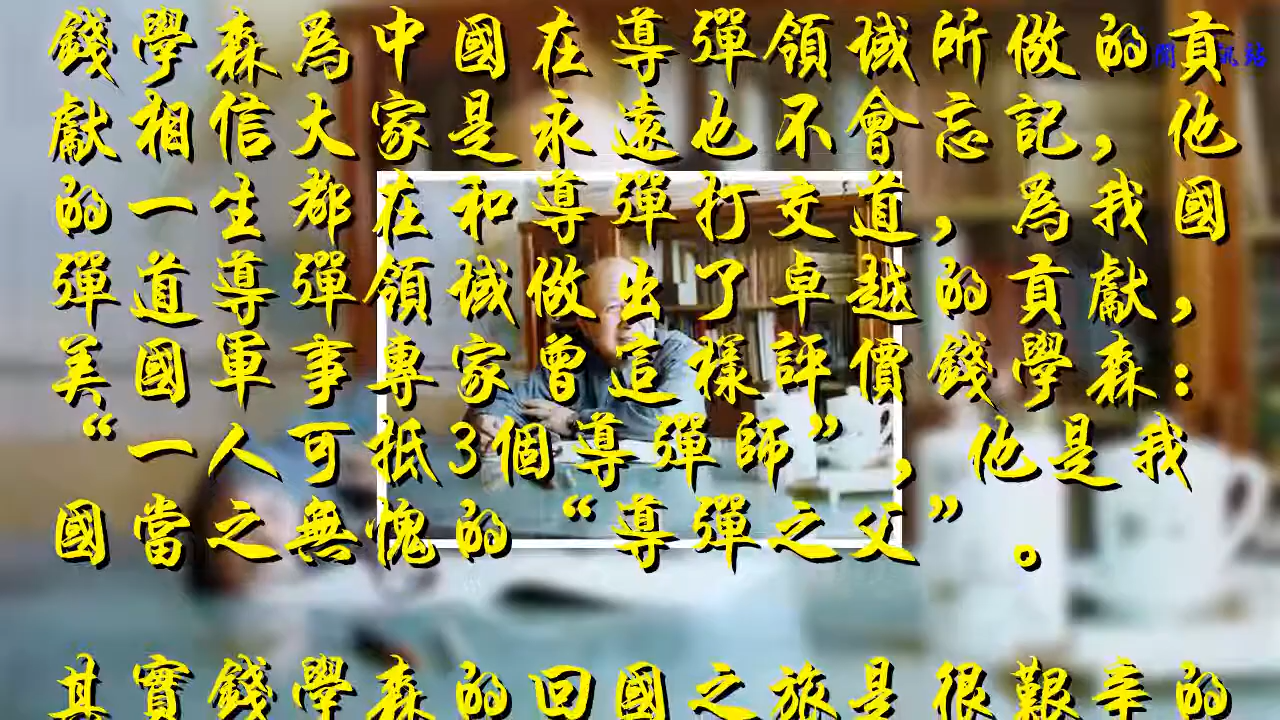 錢學森為中國在導彈領域所做的貢
獻相信大家是永遠也不會忘記，他
的一生都在和導彈打交道，為我國
彈道導彈領域做出了卓越的貢獻，
美國軍事專家曾這樣評價錢學森：
“一人可抵3個導彈師”，他是我
國當之無愧的“導彈之父”。
其實錢學森的回國之旅是很艱辛的